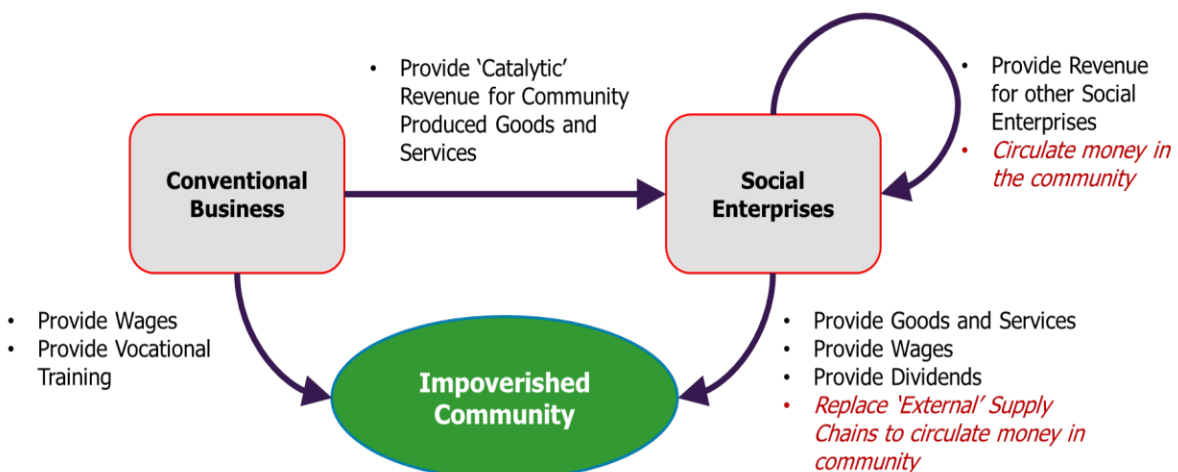 • Provide ‘Catalytic’
Revenue for Community
Produced Goods and
Services
• Provide Revenue
for other Social
Enterprises
• Circulate money in
the community
Conventional
Business
Social
Enterprises
• Provide Wages
• Provide Vocational
Training
Impoverished
Community
• Provide Goods and Services
• Provide Wages
• Provide Dividends
• Replace ‘External’ Supply
Chains to circulate money in
community